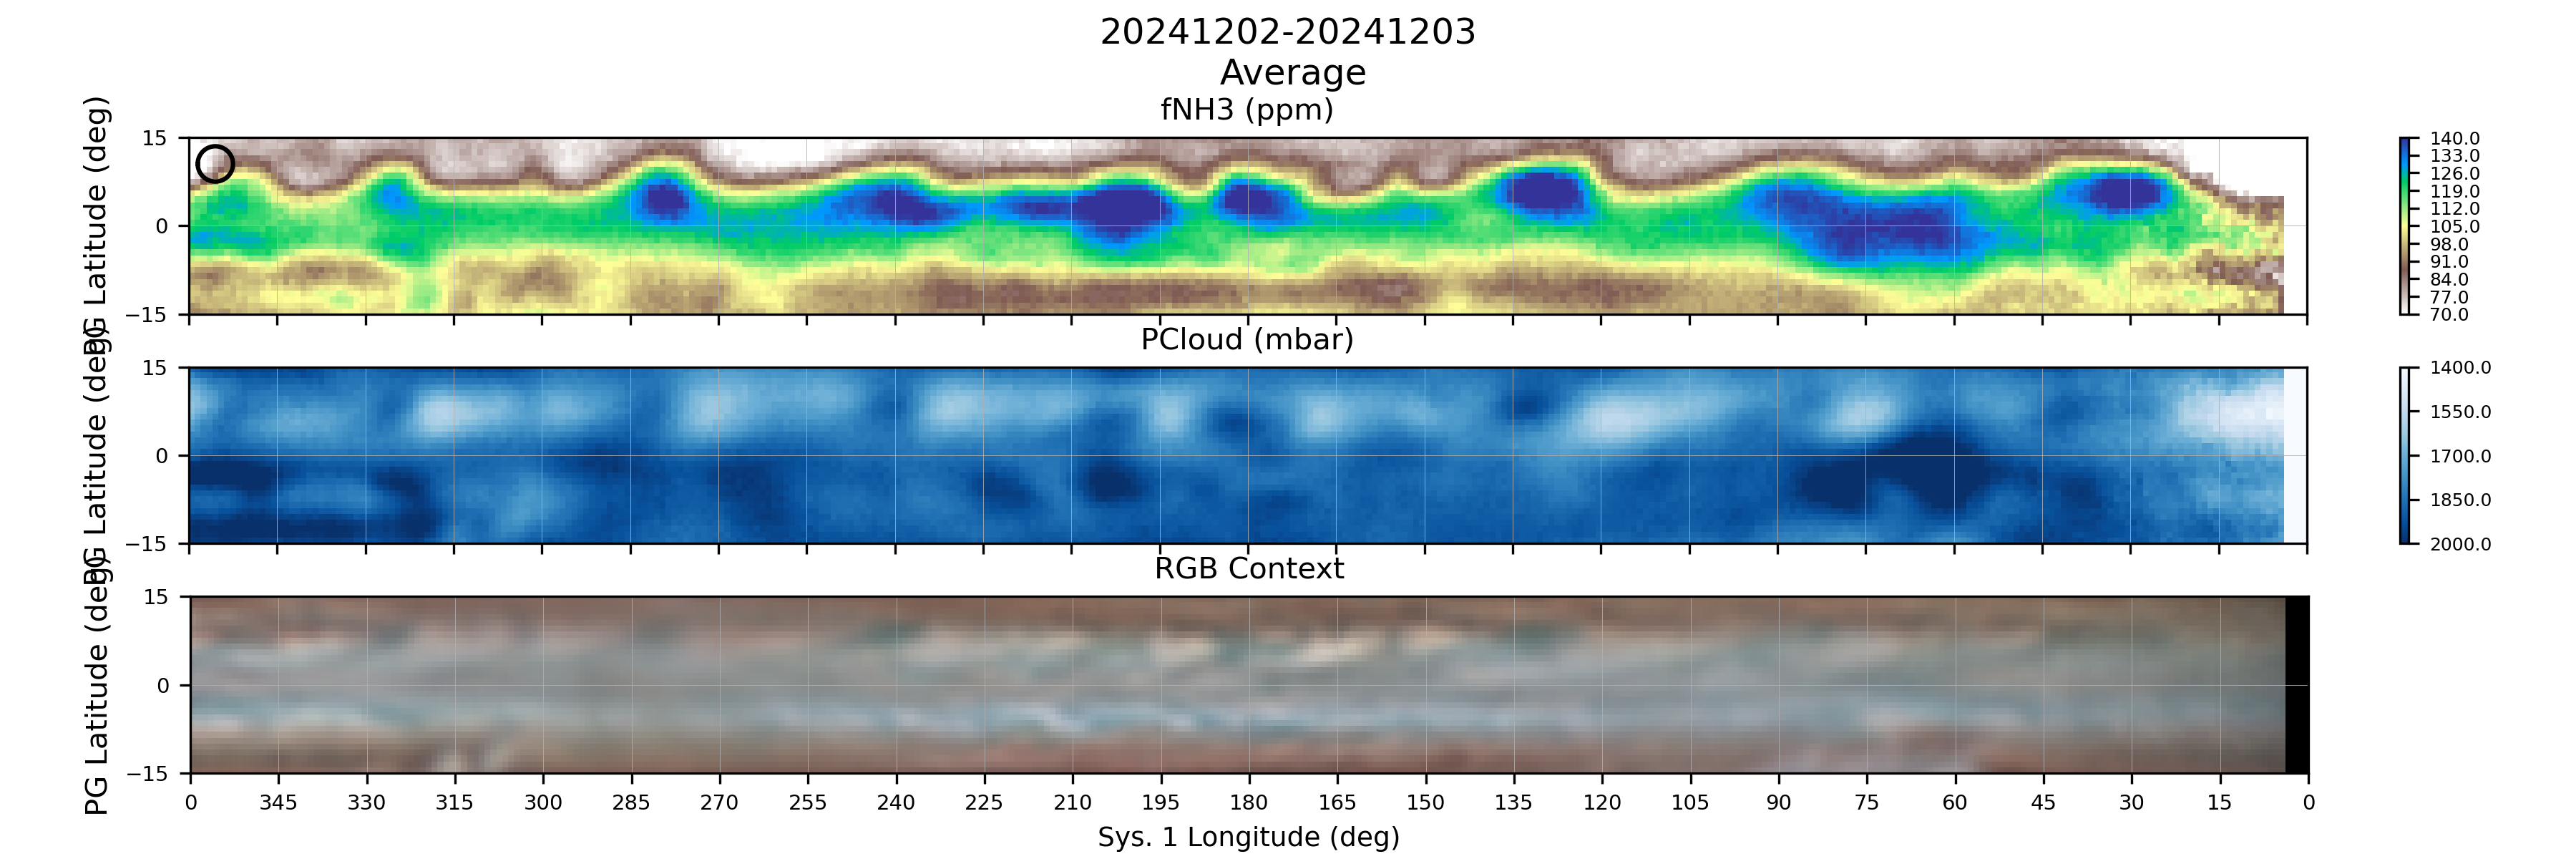 20241202-20241203
Average
fNH3 (ppm)
PG Latitude (deg)
15
0
−15
140.0
133.0
126.0
119.0
112.0
105.0
98.0
91.0
84.0
77.0
70.0
PCloud (mbar)
PG Latitude (deg)
15
0
−15
1400.0
1550.0
1700.0
1850.0
2000.0
RGB Context
PG Latitude (deg)
15
0
−15
0 345 330 315 300 285 270 255 240 225 210 195 180 165 150 135 120 105 90 75 60 45 30 15 0
Sys. 1 Longitude (deg)